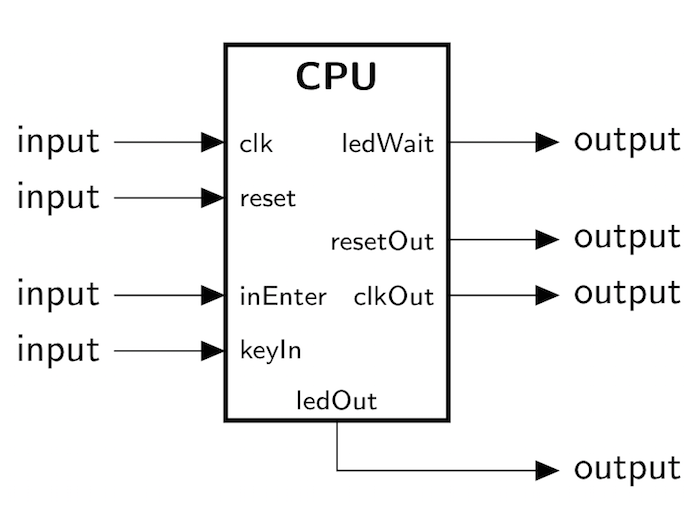 CPU
input clk ledWait output
input reset
resetOut output
input inEnter clkOut output
input keyIn
ledOut
output